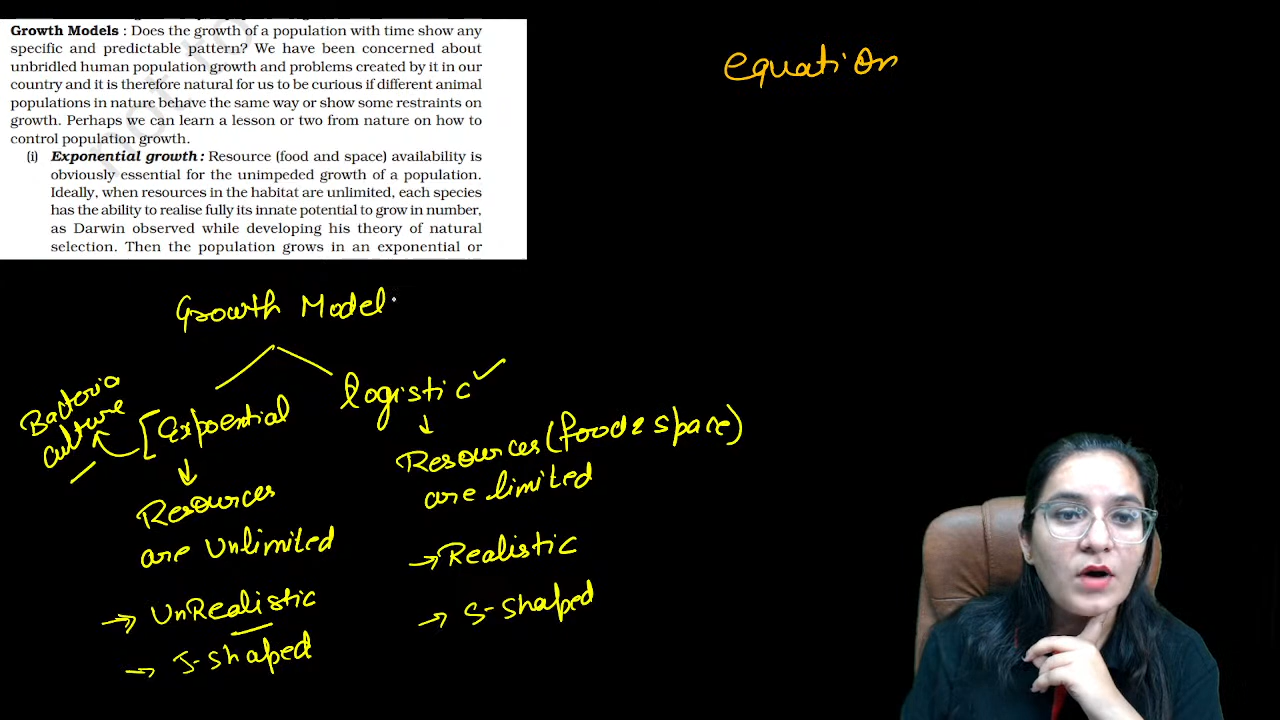 Growth Models : Does the growth of a population with time show any
specific and predictable pattern? We have been concerned about
unbridled human population growth and problems created by it in our
country and it is therefore natural for us to be curious if different animal
populations in nature behave the same way or show some restraints on
growth. Perhaps we can learn a lesson or two from nature on how to
control population growth.
(i) Exponential growth : Resource (food and space) availability is
obviously essential for the unimpeded growth of a population.
Ideally, when resources in the habitat are unlimited, each species
has the ability to realise fully its innate potential to grow in number,
as Darwin observed while developing his theory of natural
selection. Then the population grows in an exponential or
equation
Growth Model
Bacteria
culture
Expoential
Resources
are Unlimited
→ UnRealistic
→ J-shaped
logistic ✓
Resources (food & space)
are limited
→ Realistic
→ S-shaped